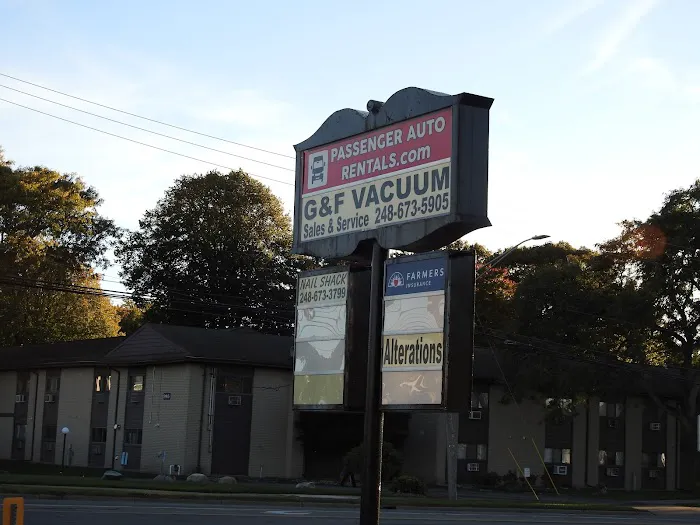 PASSENGER AUTO
RENTALS.com
G&F VACUUM
Sales & Service 248-673-5905
NAIL SHACK
248-673-3799
FARMERS
INSURANCE
Alterations